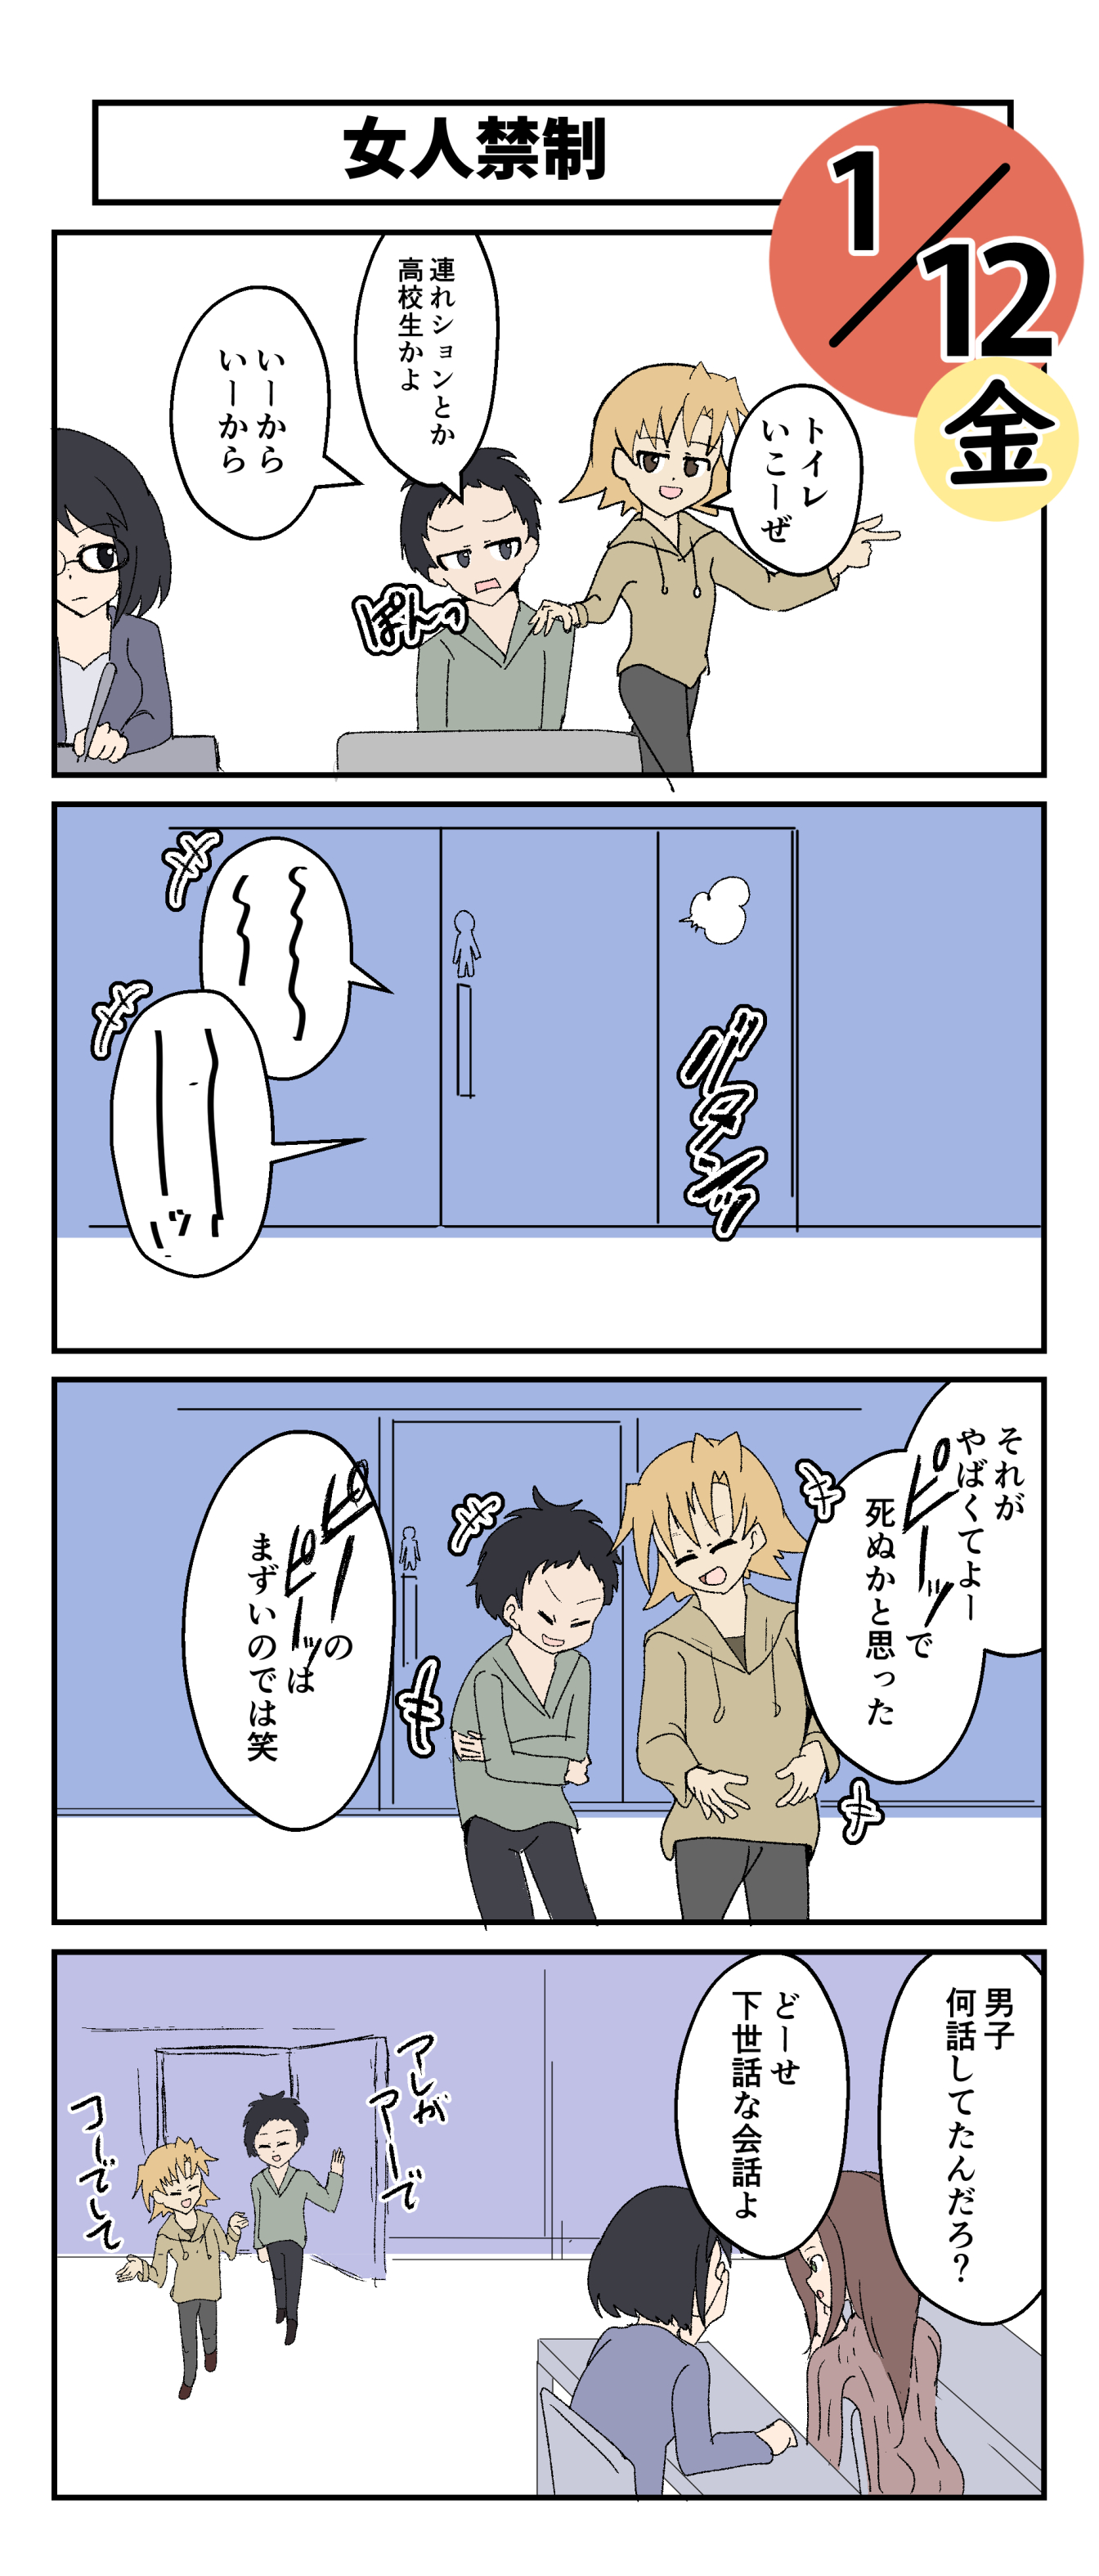 女人禁制
1/12
金
トイレ
いこーぜ
連れションとか
高校生かよ
いーから
いーから
ぽんっ
バタンッ
それが
やばくてよー
ピーッで
死ぬかと思った
ピーの
ピーッは
まずいのでは笑
男子
何話してたんだろ？
どーせ
下世話な会話よ
アレが
アーで
コーでして